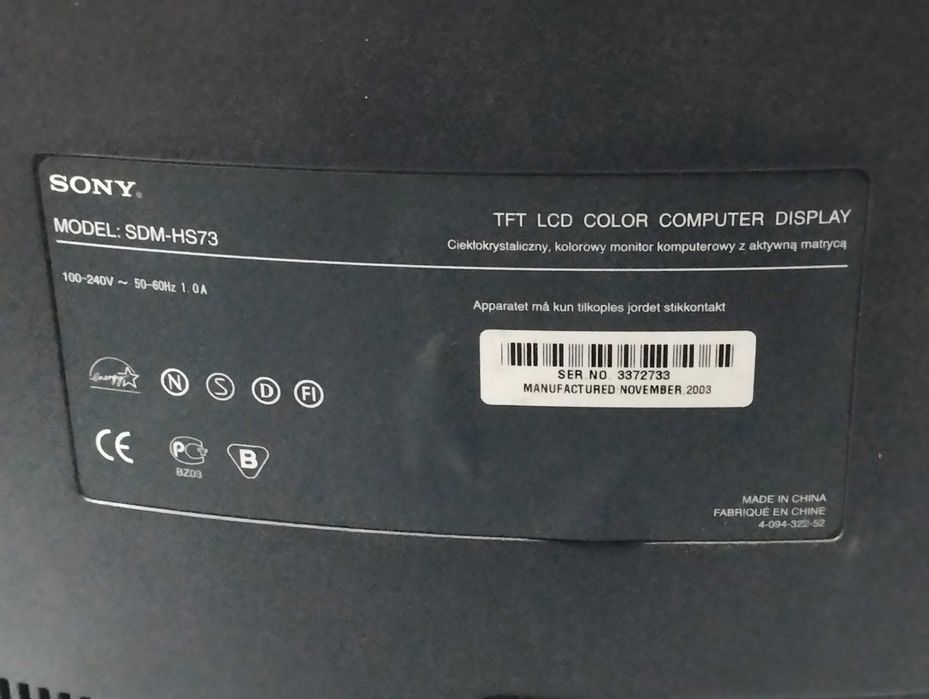 SONY®
MODEL: SDM-HS73
TFT LCD COLOR COMPUTER DISPLAY
Ciekłokrystaliczny, kolorowy monitor komputerowy z aktywną matrycą
100-240V ~ 50-60Hz 1.0A
Apparatet må kun tilkoples jordet stikkontakt
SER NO. 3372733
MANUFACTURED NOVEMBER 2003
energy
N S D FI
CE PC+ B
BZ03
MADE IN CHINA
FABRIQUÉ EN CHINE
4-094-322-52